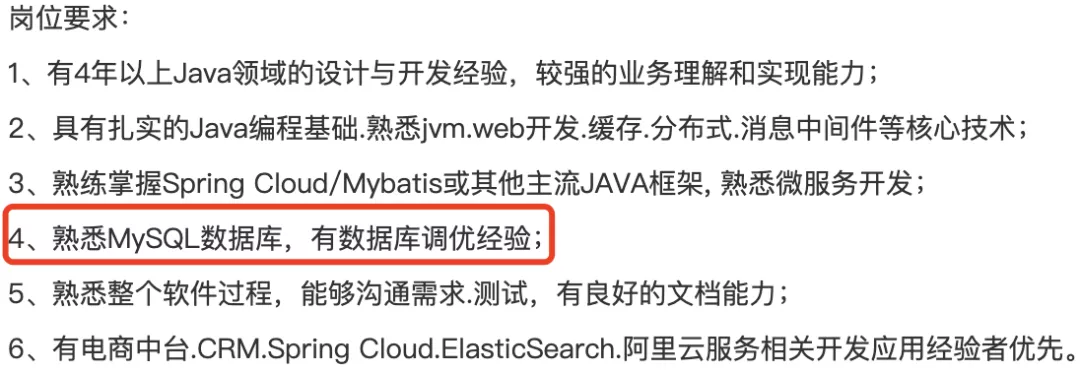 岗位要求：
1、有4年以上Java领域的设计与开发经验，较强的业务理解和实现能力；
2、具有扎实的Java编程基础.熟悉jvm.web开发.缓存.分布式.消息中间件等核心技术；
3、熟练掌握Spring Cloud/Mybatis或其他主流JAVA框架, 熟悉微服务开发；
4、熟悉MySQL数据库，有数据库调优经验；
5、熟悉整个软件过程，能够沟通需求.测试，有良好的文档能力；
6、有电商中台.CRM.Spring Cloud.ElasticSearch.阿里云服务相关开发应用经验者优先。